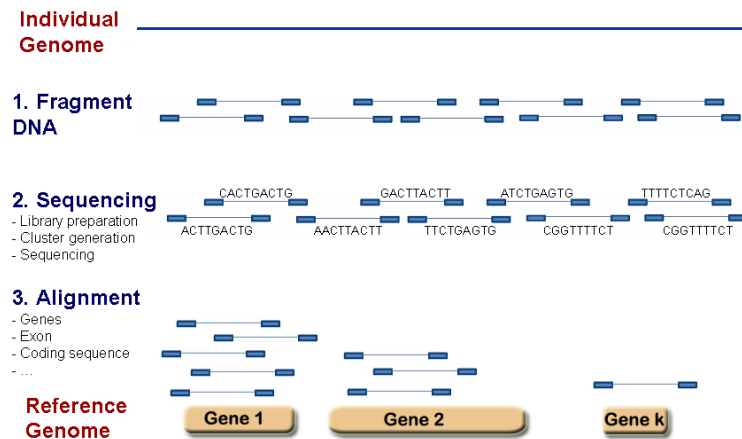 Individual
Genome
1. Fragment
DNA
2. Sequencing
- Library preparation
- Cluster generation
- Sequencing
CACTGACTG GACTTACTT ATCTGAGTG TTTTCTCAG
ACTTGACTG AACTTACTT TTCTGAGTG CGGTTTTCT CGGTTTTCT
3. Alignment
- Genes
- Exon
- Coding sequence
- ...
Reference
Genome
Gene 1 Gene 2 Gene k